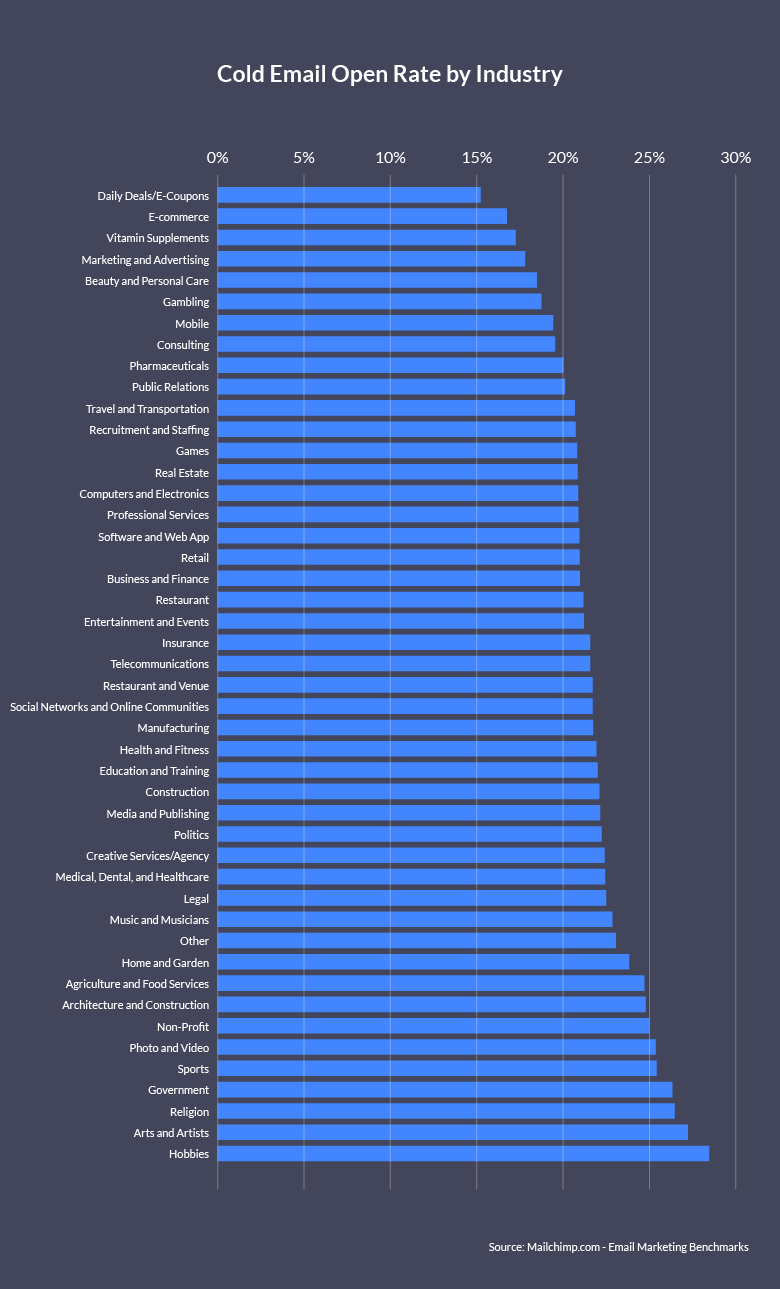 Cold Email Open Rate by Industry
0% 5% 10% 15% 20% 25% 30%
Daily Deals/E-Coupons
E-commerce
Vitamin Supplements
Marketing and Advertising
Beauty and Personal Care
Gambling
Mobile
Consulting
Pharmaceuticals
Public Relations
Travel and Transportation
Recruitment and Staffing
Games
Real Estate
Computers and Electronics
Professional Services
Software and Web App
Retail
Business and Finance
Restaurant
Entertainment and Events
Insurance
Telecommunications
Restaurant and Venue
Social Networks and Online Communities
Manufacturing
Health and Fitness
Education and Training
Construction
Media and Publishing
Politics
Creative Services/Agency
Medical, Dental, and Healthcare
Legal
Music and Musicians
Other
Home and Garden
Agriculture and Food Services
Architecture and Construction
Non-Profit
Photo and Video
Sports
Government
Religion
Arts and Artists
Hobbies
Source: Mailchimp.com - Email Marketing Benchmarks